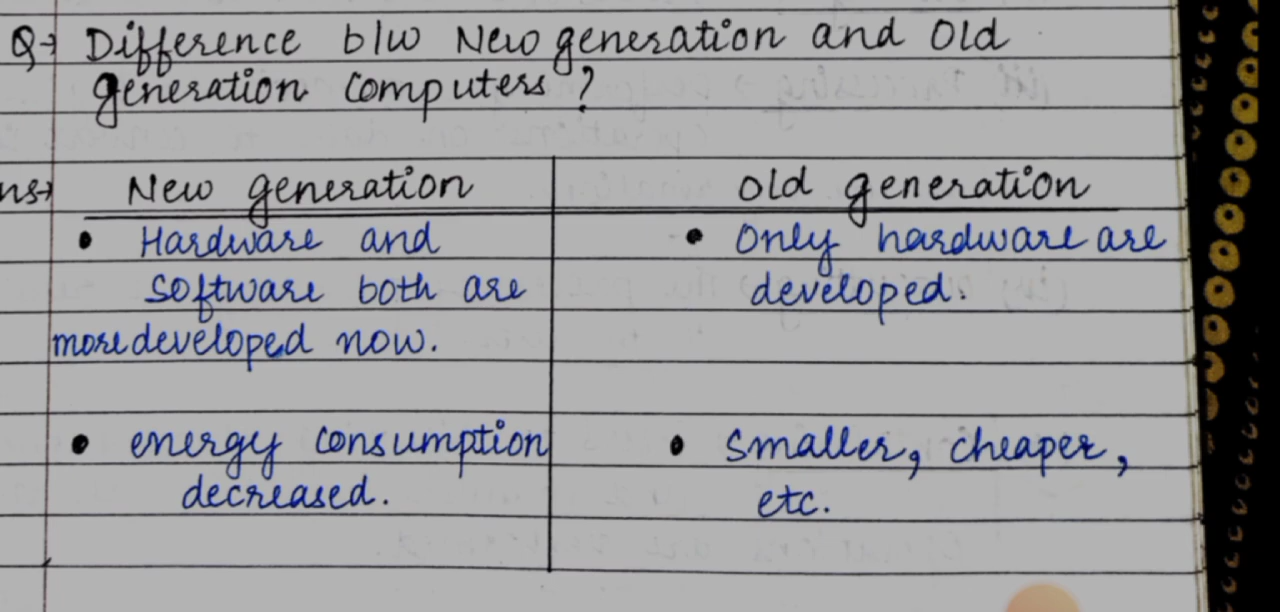 Q→ Difference b/w New generation and Old
generation computers?
ns→ New generation
• Hardware and
software both are
more developed now.
• energy consumption
decreased.
Old generation
• Only hardware are
developed.
• Smaller, cheaper,
etc.